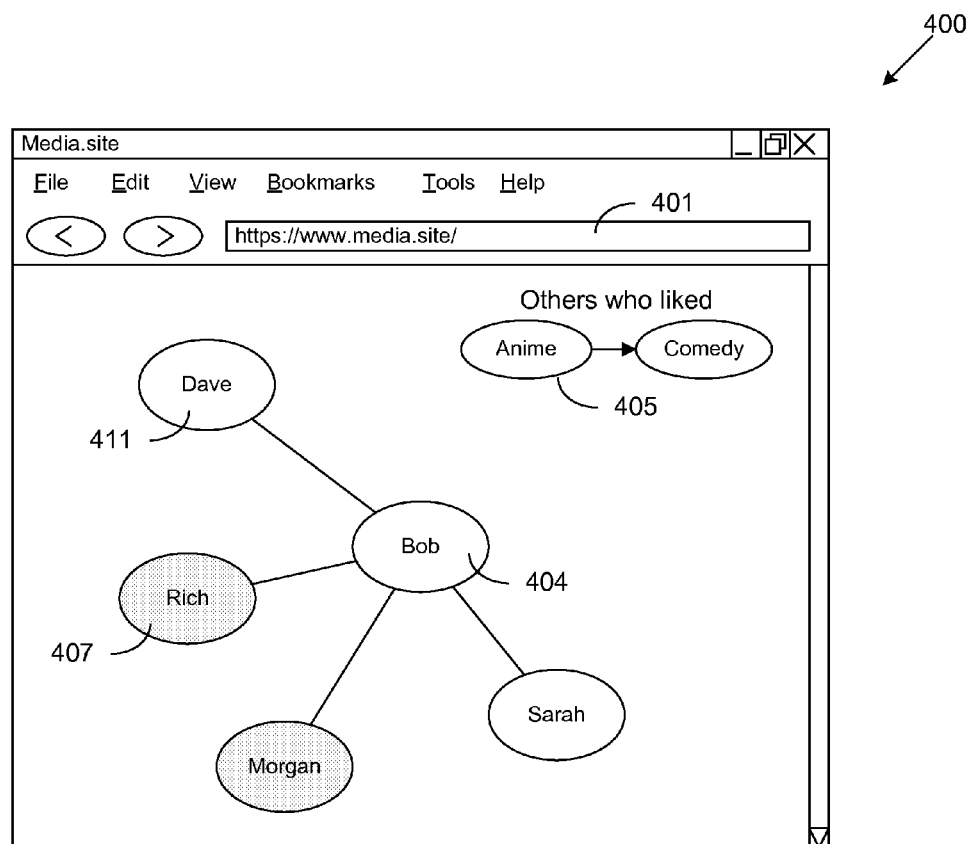 400
Media.site
File Edit View Bookmarks Tools Help
401
< > https://www.media.site/
Others who liked
Anime Comedy
405
Dave
411
Bob
404
Rich
407
Sarah
Morgan